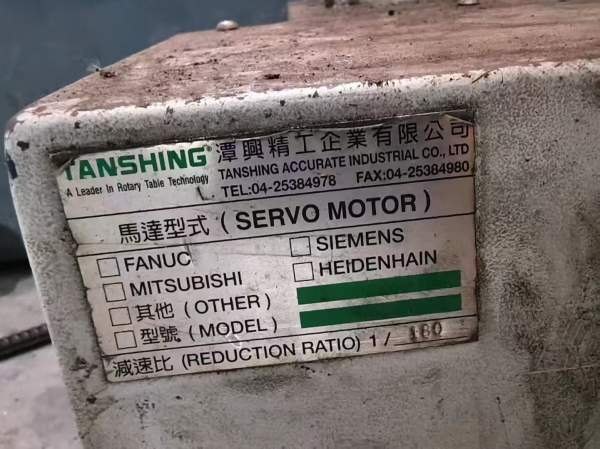 TANSHING® 潭興精工企業有限公司
A Leader In Rotary Table Technology TANSHING ACCURATE INDUSTRIAL CO., LTD
TEL:04-25384978 FAX:04-25384980
馬達型式 (SERVO MOTOR)
□ FANUC □ SIEMENS
□ MITSUBISHI □ HEIDENHAIN
□ 其他 (OTHER)
□ 型號 (MODEL)
減速比 (REDUCTION RATIO) 1/ 180